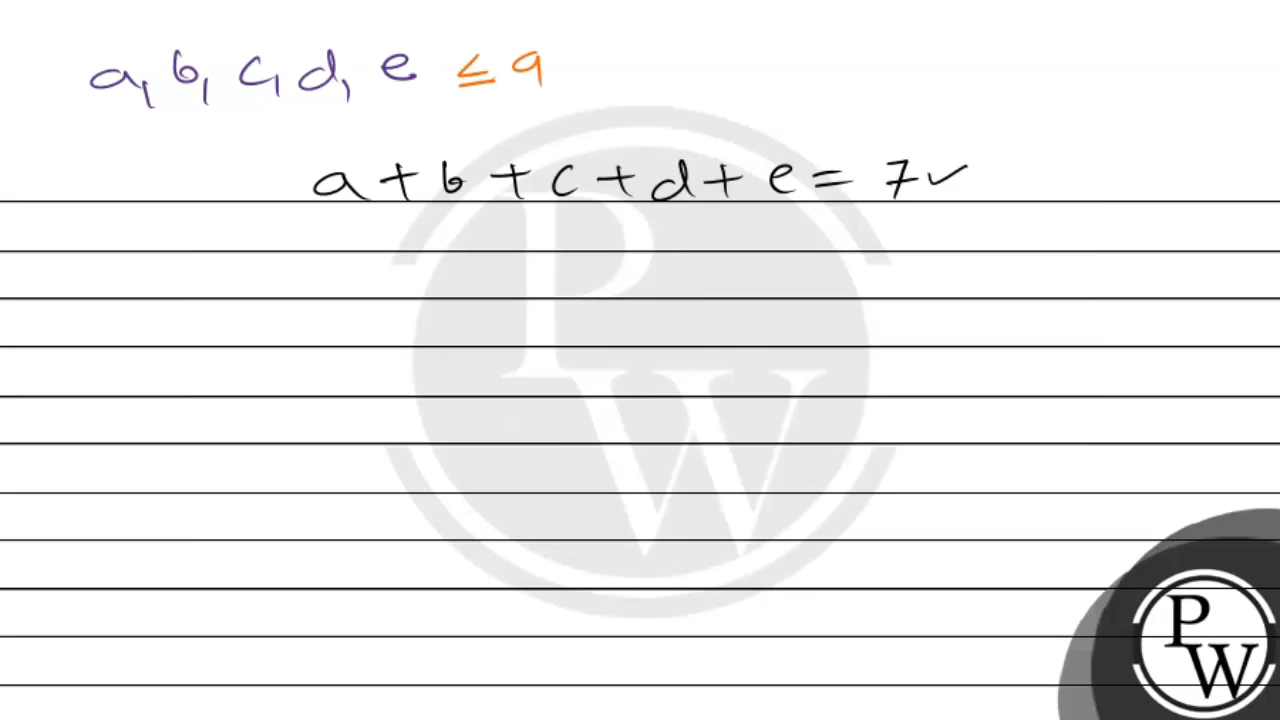 a, b, c, d, e ≤ 9
a + b + c + d + e = 7 ✓
P
W
P
W